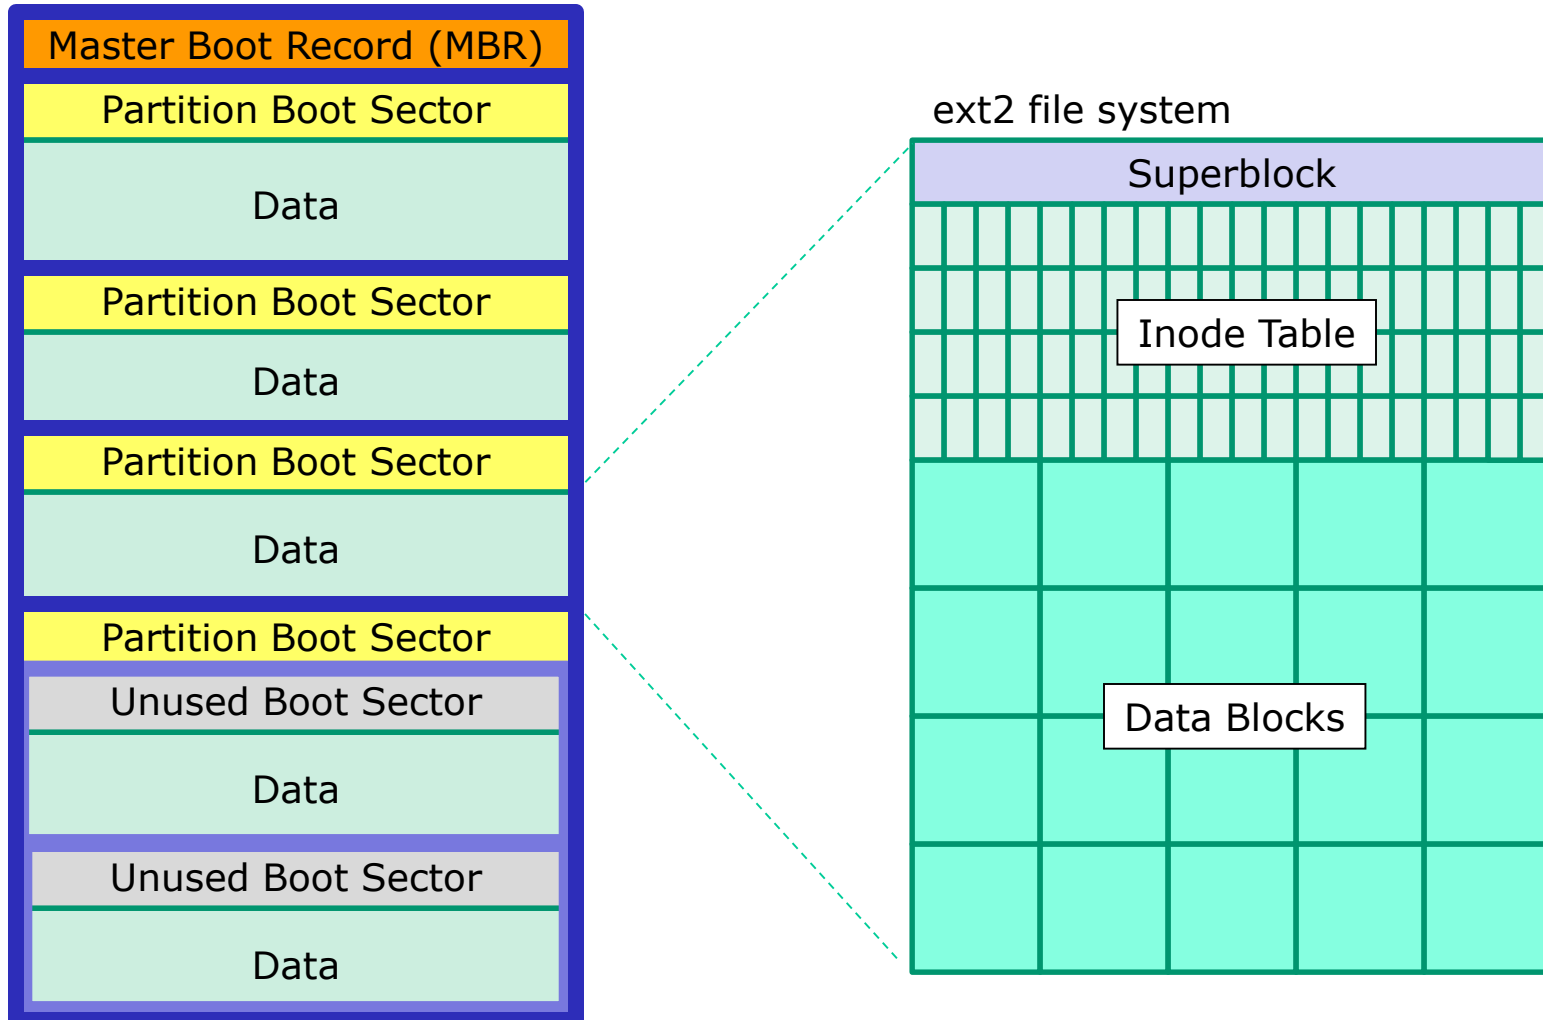 Master Boot Record (MBR)
Partition Boot Sector
Data
Partition Boot Sector
Data
Partition Boot Sector
Data
Partition Boot Sector
Unused Boot Sector
Data
Unused Boot Sector
Data
ext2 file system
Superblock
Inode Table
Data Blocks